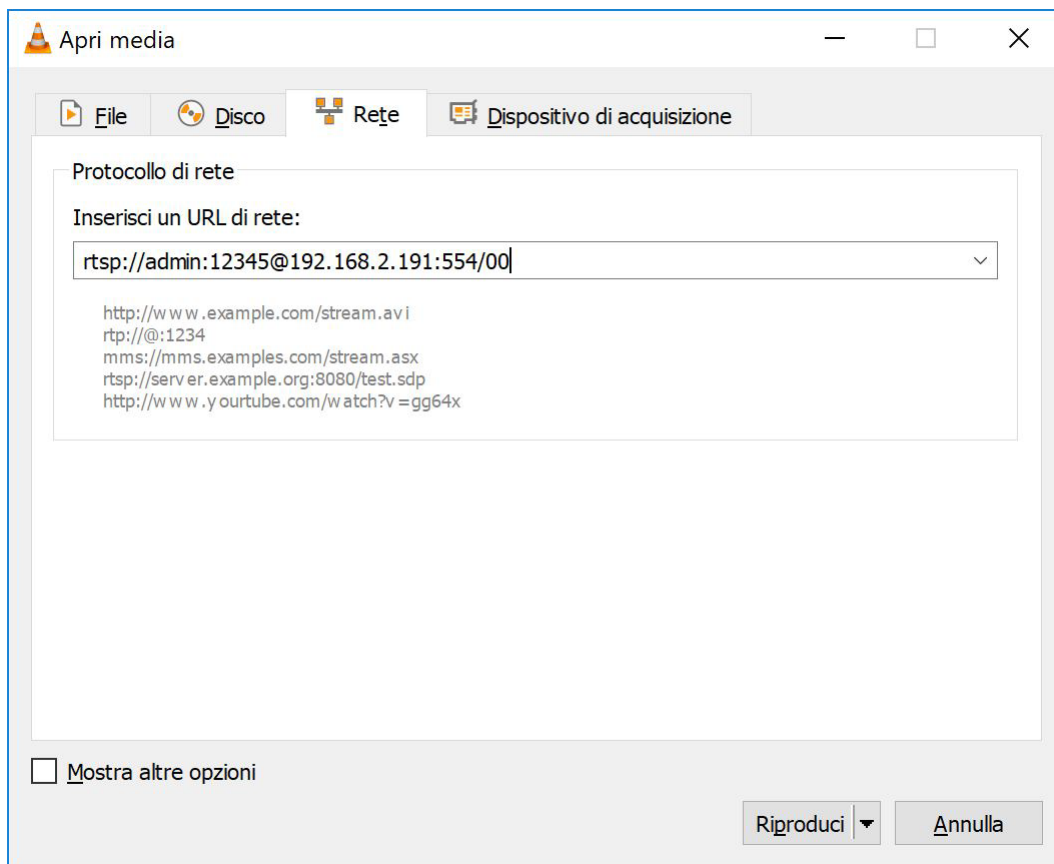 Apri media
File Disco Rete Dispositivo di acquisizione
Protocollo di rete
Inserisci un URL di rete:
rtsp://admin:12345@192.168.2.191:554/00
http://www.example.com/stream.avi
rtp://@:1234
mms://mms.examples.com/stream.asx
rtsp://server.example.org:8080/test.sdp
http://www.yourtube.com/watch?v=gg64x
Mostra altre opzioni
Riproduci Annulla